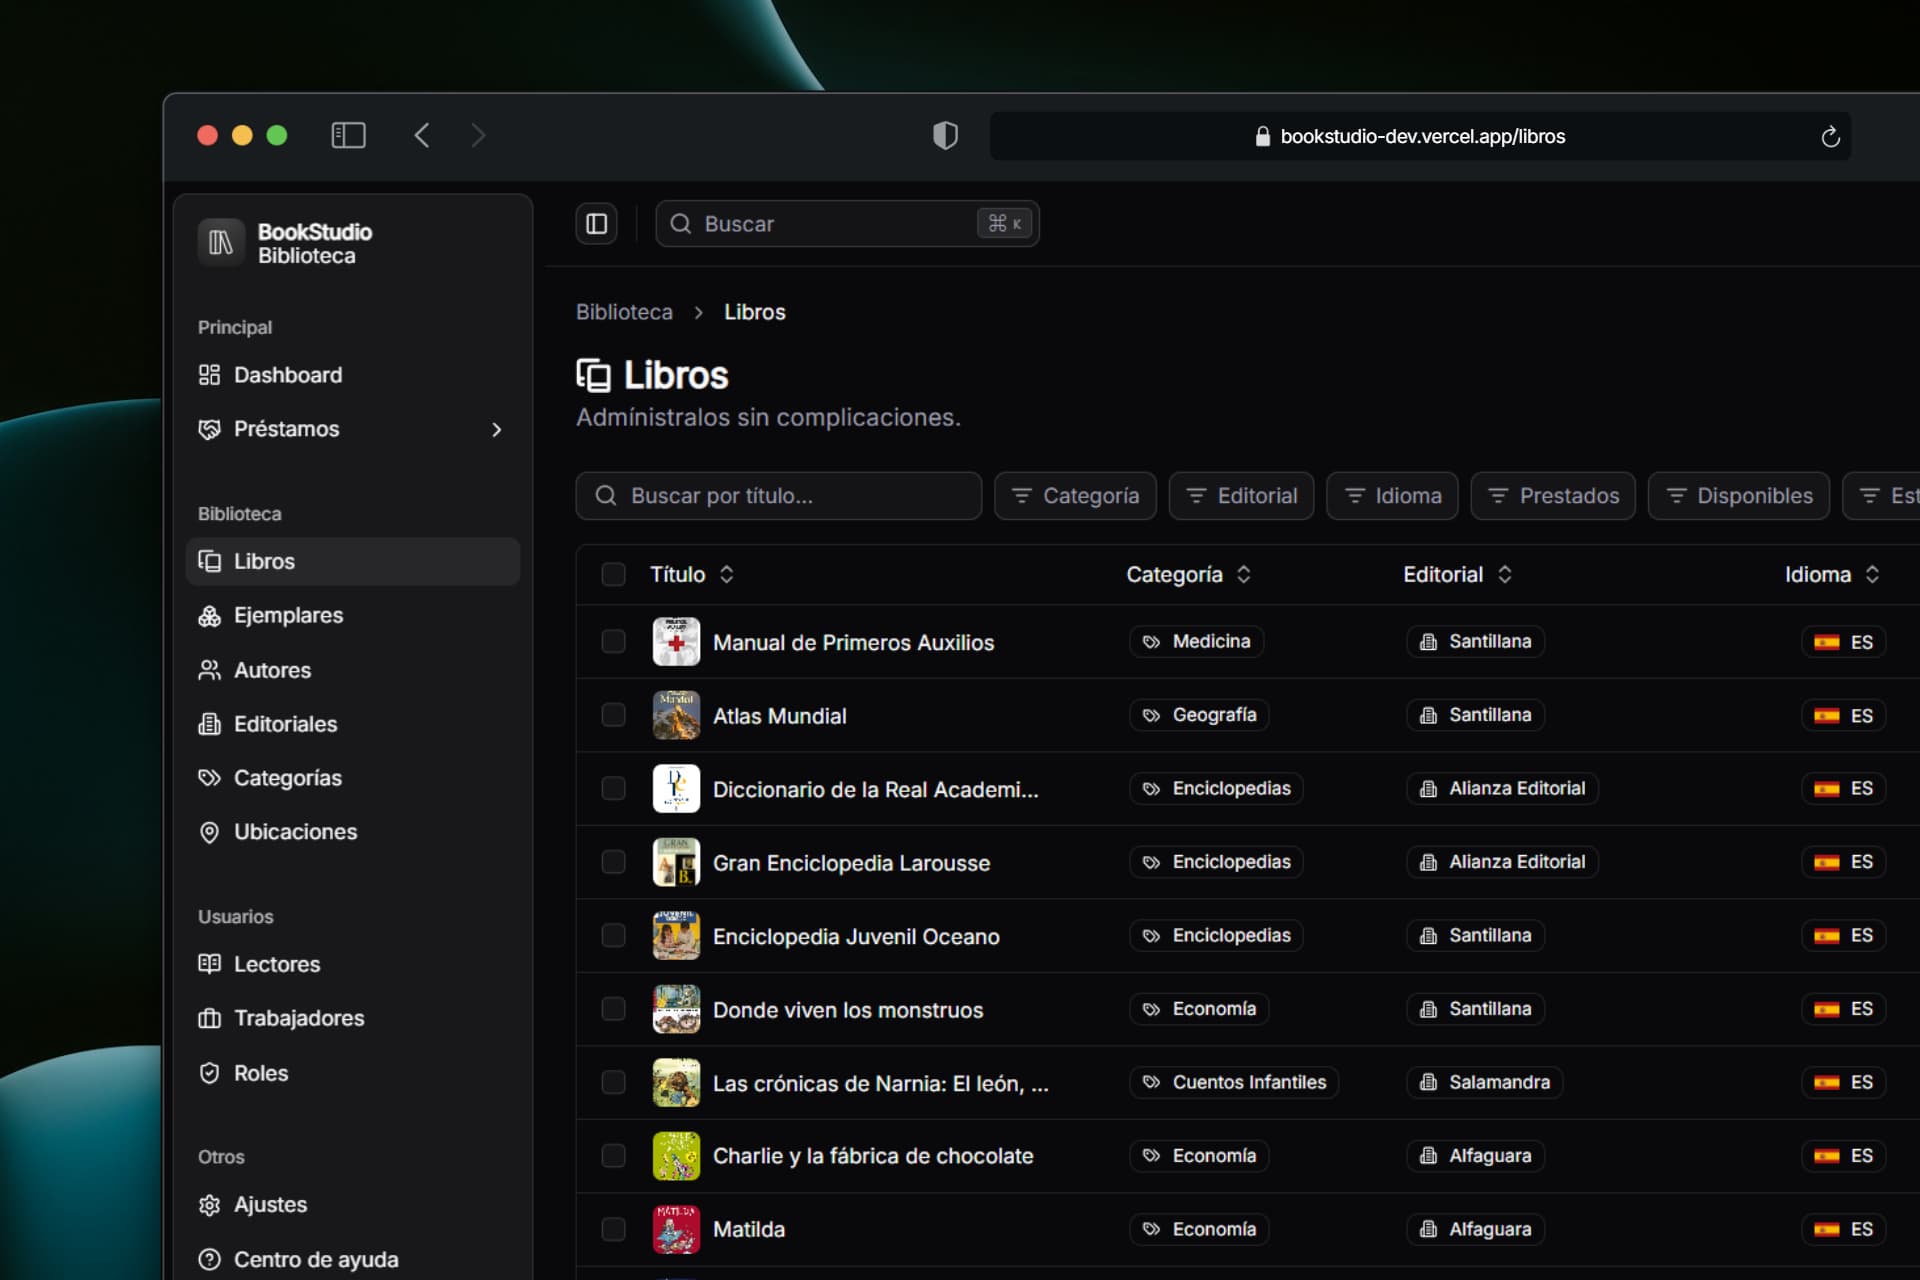 bookstudio-dev.vercel.app/libros
BookStudio
Biblioteca
Buscar
⌘ K
Principal
Dashboard
Préstamos
Biblioteca
Libros
Ejemplares
Autores
Editoriales
Categorías
Ubicaciones
Usuarios
Lectores
Trabajadores
Roles
Otros
Ajustes
Centro de ayuda
Biblioteca > Libros
Libros
Admínistralos sin complicaciones.
Buscar por título...
Categoría
Editorial
Idioma
Prestados
Disponibles
Est
Título Categoría Editorial Idioma
Manual de Primeros Auxilios Medicina Santillana ES
Atlas Mundial Geografía Santillana ES
Diccionario de la Real Academi... Enciclopedias Alianza Editorial ES
Gran Enciclopedia Larousse Enciclopedias Alianza Editorial ES
Enciclopedia Juvenil Oceano Enciclopedias Santillana ES
Donde viven los monstruos Economía Santillana ES
Las crónicas de Narnia: El león, ... Cuentos Infantiles Salamandra ES
Charlie y la fábrica de chocolate Economía Alfaguara ES
MATILDA
Matilda Economía Alfaguara ES